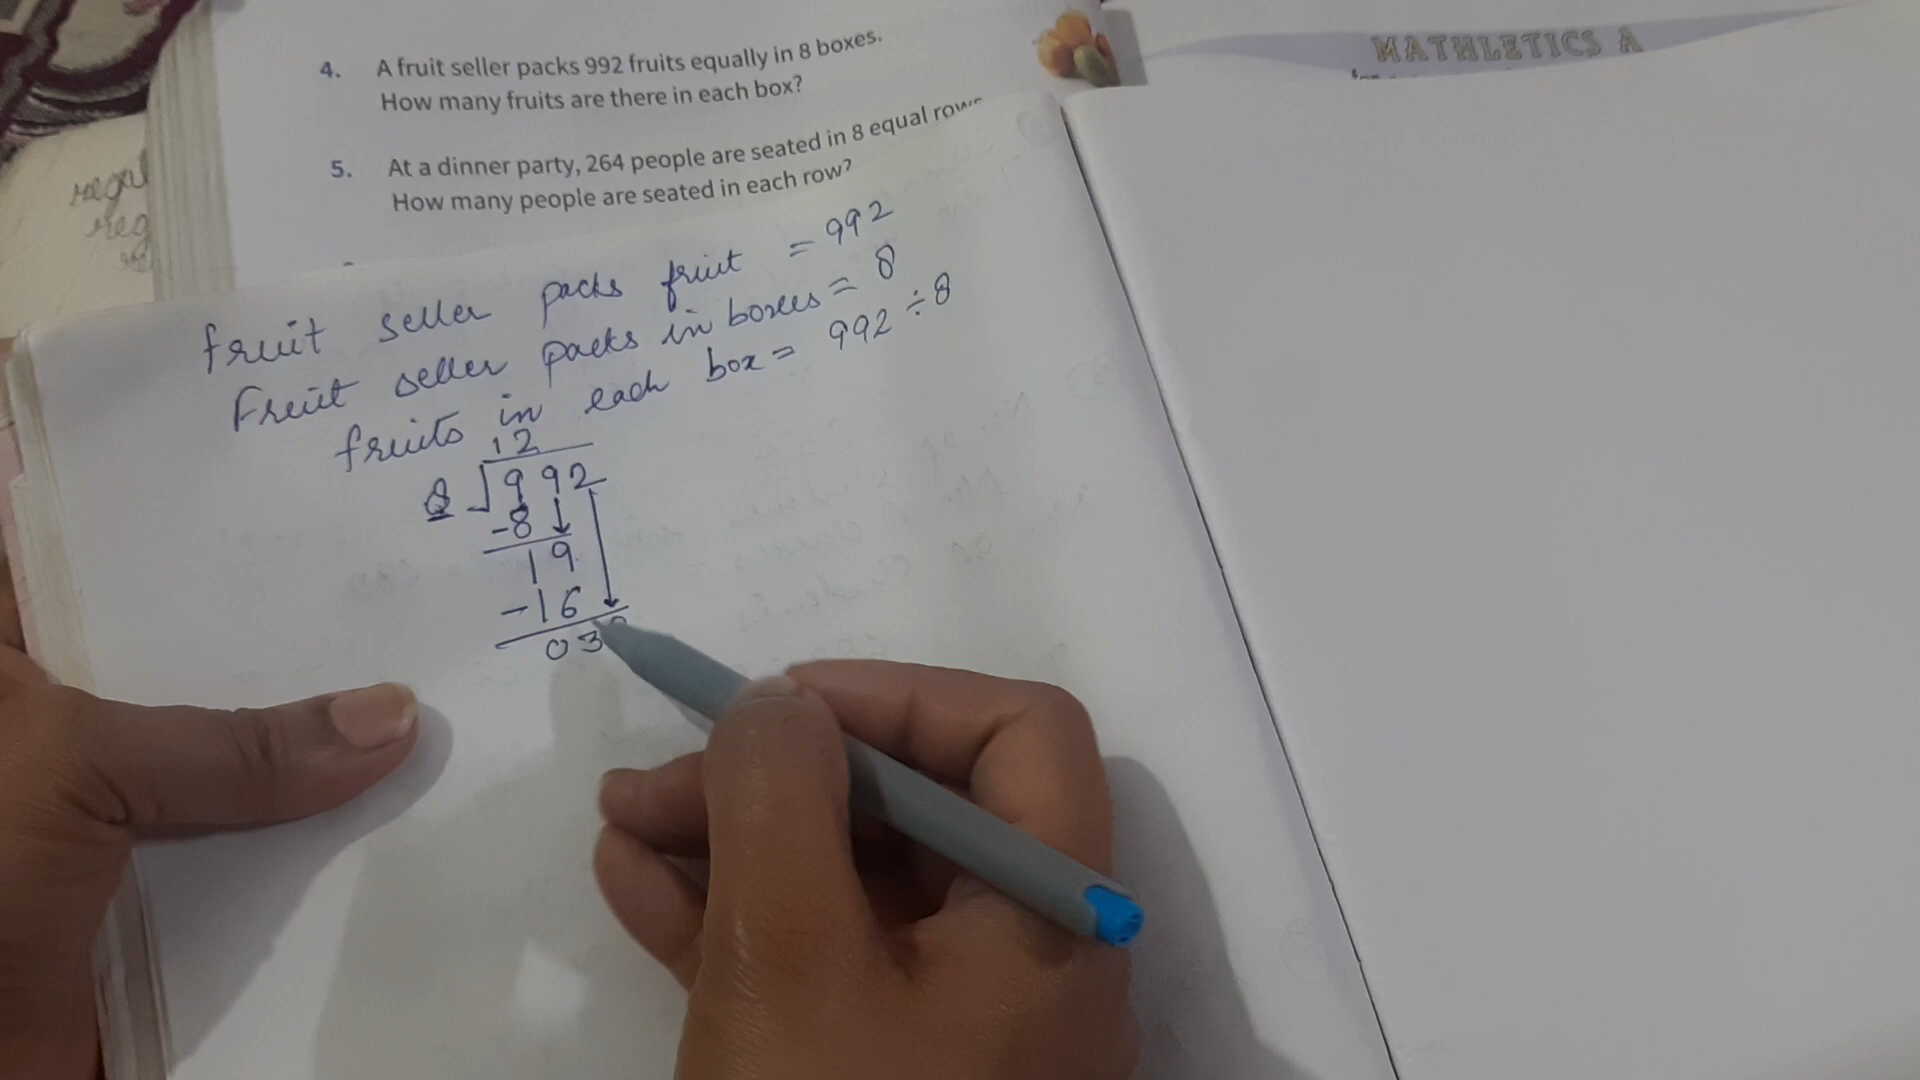 MATHLETICS A
4. A fruit seller packs 992 fruits equally in 8 boxes.
How many fruits are there in each box?
5. At a dinner party, 264 people are seated in 8 equal rows
How many people are seated in each row?
regu
reg
fruit seller packs fruit = 992
Fruit seller packs in boxes = 8
fruits in each box = 992 ÷ 8
12
8 992
-8
19
-16
03